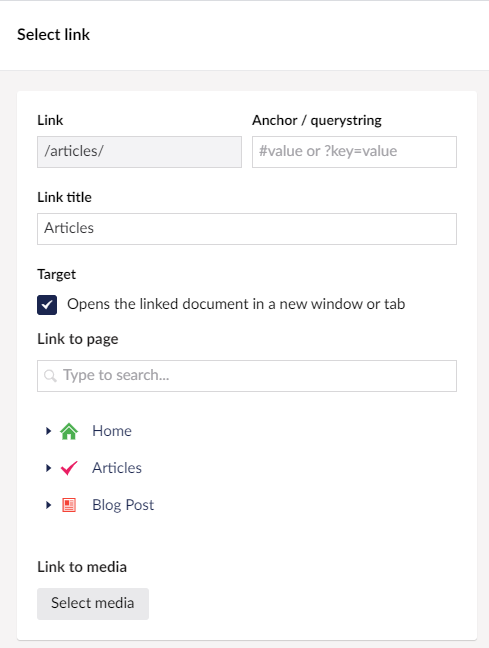 Select link
Link
Anchor / querystring
/articles/
#value or ?key=value
Link title
Articles
Target
Opens the linked document in a new window or tab
Link to page
Type to search...
Home
Articles
Blog Post
Link to media
Select media